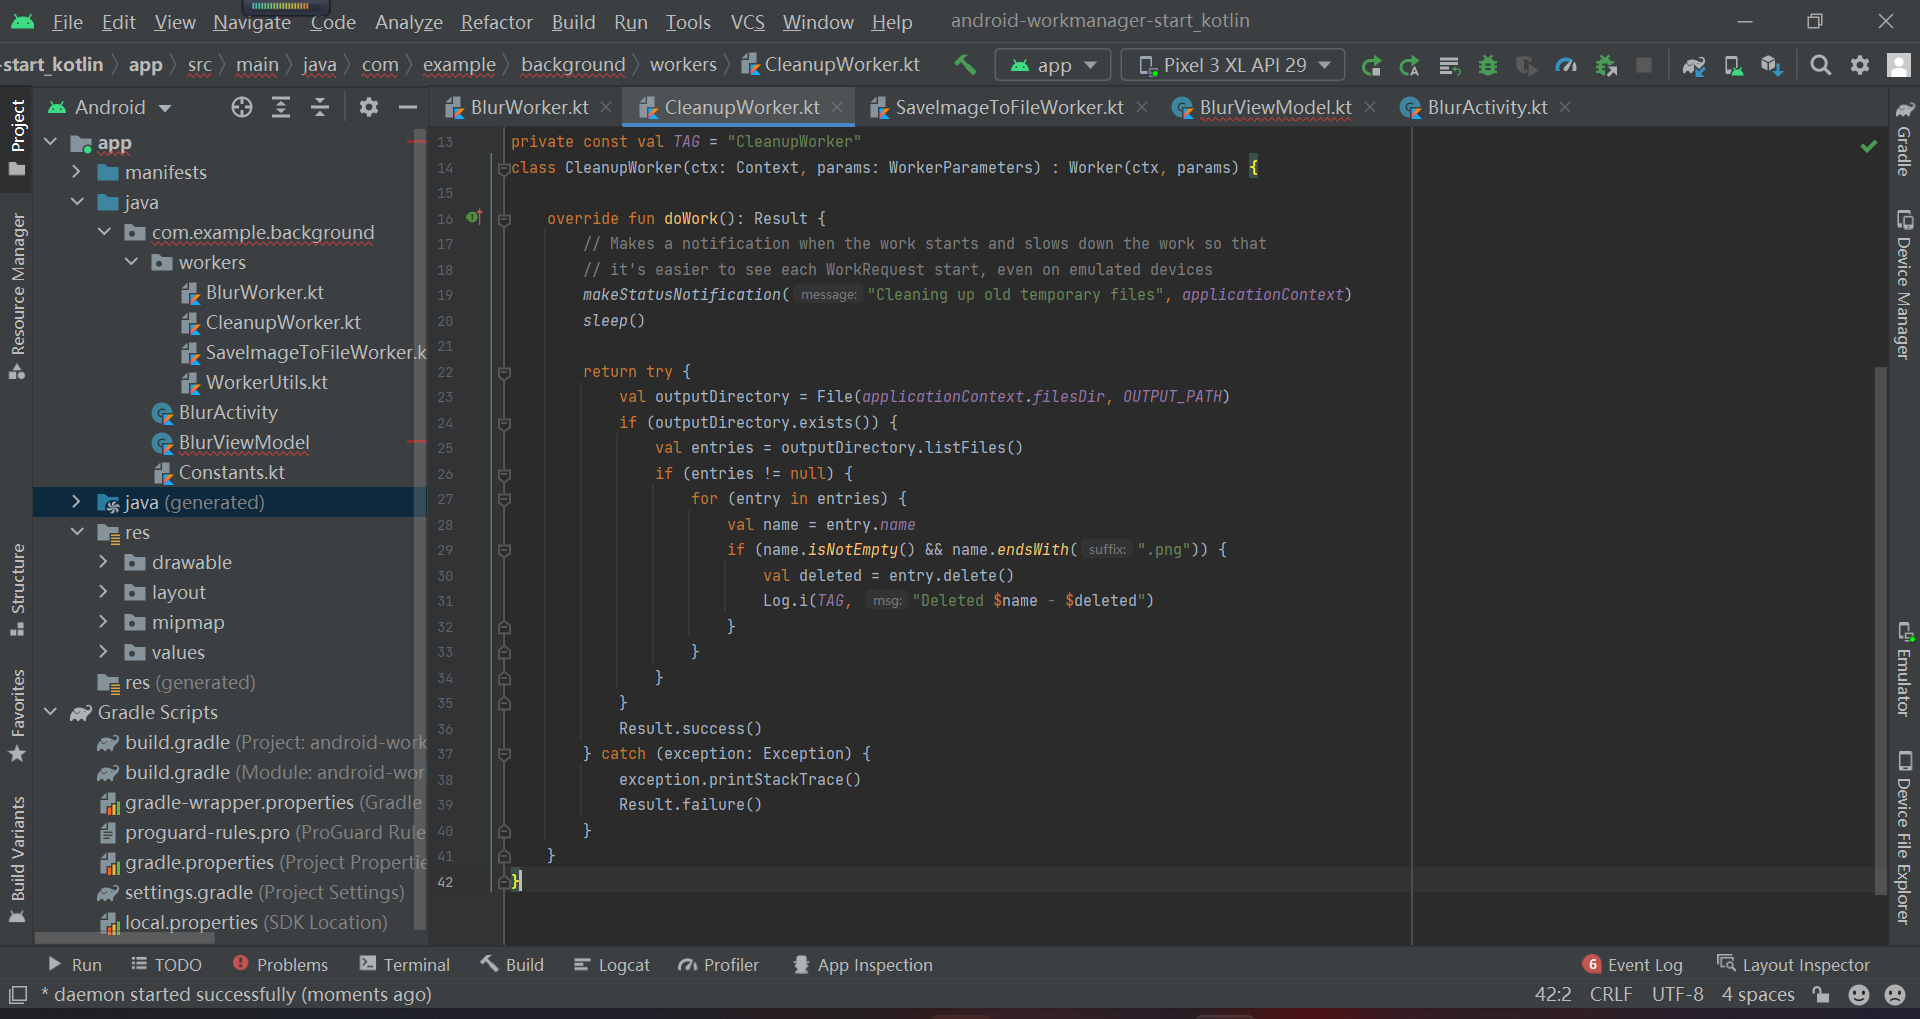 File Edit View Navigate Code Analyze Refactor Build Run Tools VCS Window Help android-workmanager-start_kotlin
-start_kotlin app src main java com example background workers CleanupWorker.kt app Pixel 3 XL API 29
Project
Resource Manager
Structure
Favorites
Build Variants
Android
app
manifests
java
com.example.background
workers
BlurWorker.kt
CleanupWorker.kt
SaveImageToFileWorker.k
WorkerUtils.kt
BlurActivity
BlurViewModel
Constants.kt
java (generated)
res
drawable
layout
mipmap
values
res (generated)
Gradle Scripts
build.gradle (Project: android-work
build.gradle (Module: android-wor
gradle-wrapper.properties (Gradle
proguard-rules.pro (ProGuard Rule
gradle.properties (Project Propertie
settings.gradle (Project Settings)
local.properties (SDK Location)
BlurWorker.kt CleanupWorker.kt SaveImageToFileWorker.kt BlurViewModel.kt BlurActivity.kt
13 private const val TAG = "CleanupWorker"
14 class CleanupWorker(ctx: Context, params: WorkerParameters) : Worker(ctx, params) {
15
16 override fun doWork(): Result {
17 // Makes a notification when the work starts and slows down the work so that
18 // it's easier to see each WorkRequest start, even on emulated devices
19 makeStatusNotification( message: "Cleaning up old temporary files", applicationContext)
20 sleep()
21
22 return try {
23 val outputDirectory = File(applicationContext.filesDir, OUTPUT_PATH)
24 if (outputDirectory.exists()) {
25 val entries = outputDirectory.listFiles()
26 if (entries != null) {
27 for (entry in entries) {
28 val name = entry.name
29 if (name.isNotEmpty() && name.endsWith( suffix: ".png")) {
30 val deleted = entry.delete()
31 Log.i(TAG, msg: "Deleted $name - $deleted")
32 }
33 }
34 }
35 }
36 Result.success()
37 } catch (exception: Exception) {
38 exception.printStackTrace()
39 Result.failure()
40 }
41 }
42 }
Gradle
Device Manager
Emulator
Device File Explorer
Run TODO Problems Terminal Build Logcat Profiler App Inspection 6 Event Log Layout Inspector
* daemon started successfully (moments ago) 42:2 CRLF UTF-8 4 spaces